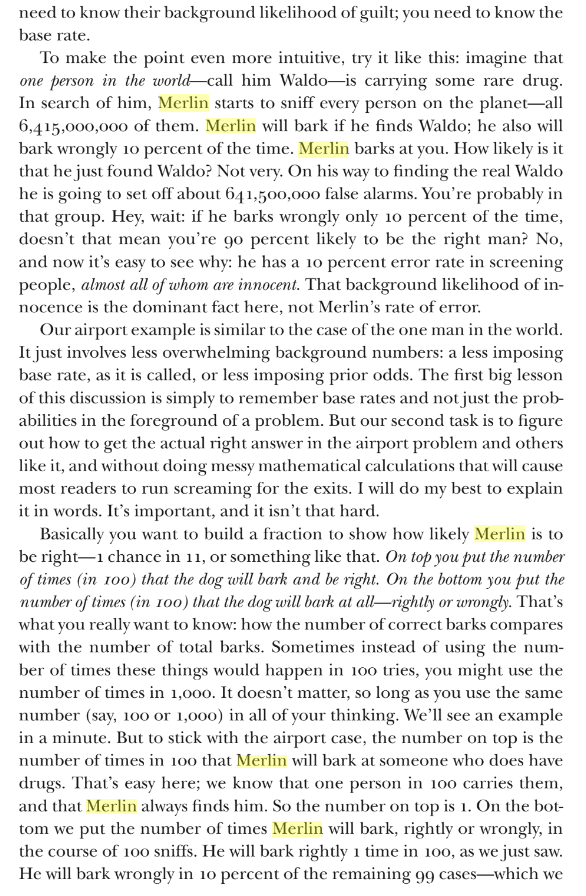 need to know their background likelihood of guilt; you need to know the
base rate.
To make the point even more intuitive, try it like this: imagine that
one person in the world—call him Waldo—is carrying some rare drug.
In search of him, Merlin starts to sniff every person on the planet—all
6,415,000,000 of them. Merlin will bark if he finds Waldo; he also will
bark wrongly 10 percent of the time. Merlin barks at you. How likely is it
that he just found Waldo? Not very. On his way to finding the real Waldo
he is going to set off about 641,500,000 false alarms. You’re probably in
that group. Hey, wait: if he barks wrongly only 10 percent of the time,
doesn’t that mean you’re 90 percent likely to be the right man? No,
and now it’s easy to see why: he has a 10 percent error rate in screening
people, almost all of whom are innocent. That background likelihood of in-
nocence is the dominant fact here, not Merlin’s rate of error.
Our airport example is similar to the case of the one man in the world.
It just involves less overwhelming background numbers: a less imposing
base rate, as it is called, or less imposing prior odds. The first big lesson
of this discussion is simply to remember base rates and not just the prob-
abilities in the foreground of a problem. But our second task is to figure
out how to get the actual right answer in the airport problem and others
like it, and without doing messy mathematical calculations that will cause
most readers to run screaming for the exits. I will do my best to explain
it in words. It’s important, and it isn’t that hard.
Basically you want to build a fraction to show how likely Merlin is to
be right—1 chance in 11, or something like that. On top you put the number
of times (in 100) that the dog will bark and be right. On the bottom you put the
number of times (in 100) that the dog will bark at all—rightly or wrongly. That’s
what you really want to know: how the number of correct barks compares
with the number of total barks. Sometimes instead of using the num-
ber of times these things would happen in 100 tries, you might use the
number of times in 1,000. It doesn’t matter, so long as you use the same
number (say, 100 or 1,000) in all of your thinking. We’ll see an example
in a minute. But to stick with the airport case, the number on top is the
number of times in 100 that Merlin will bark at someone who does have
drugs. That’s easy here; we know that one person in 100 carries them,
and that Merlin always finds him. So the number on top is 1. On the bot-
tom we put the number of times Merlin will bark, rightly or wrongly, in
the course of 100 sniffs. He will bark rightly 1 time in 100, as we just saw.
He will bark wrongly in 10 percent of the remaining 99 cases—which we